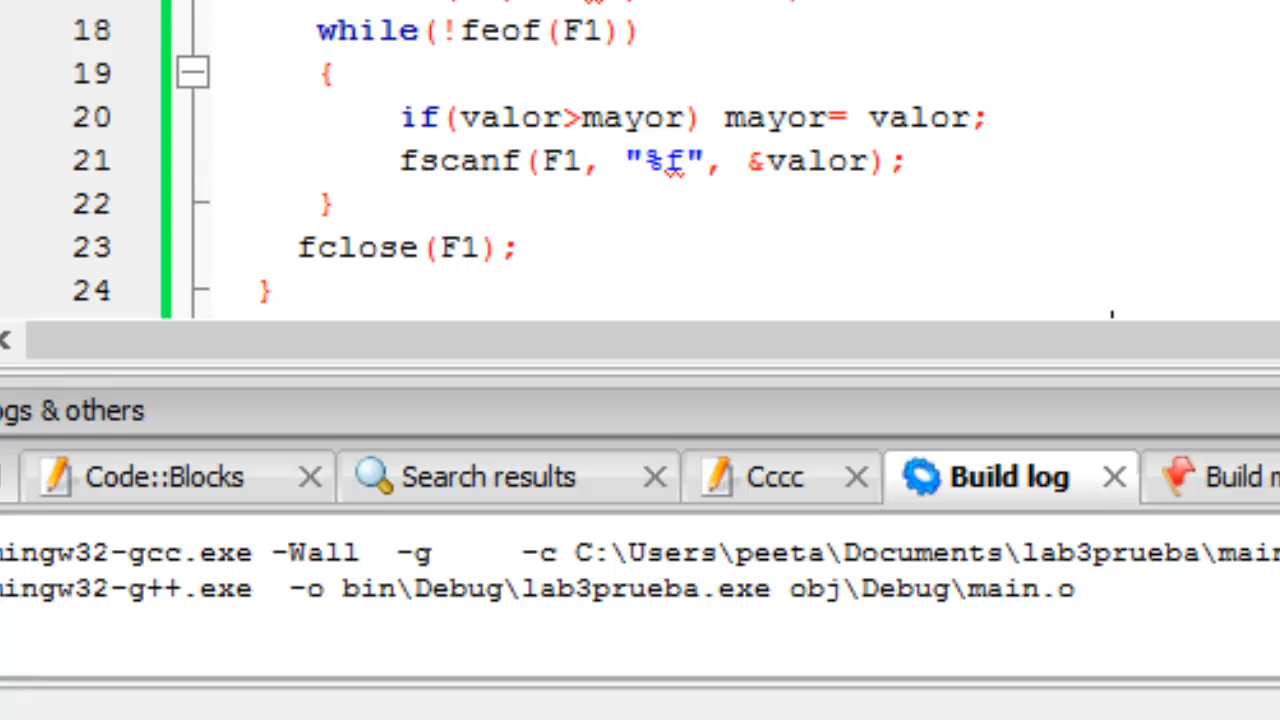 18 while(!feof(F1))
19 {
20 if(valor>mayor) mayor= valor;
21 fscanf(F1, "%f", &valor);
22 }
23 fclose(F1);
24 }
ogs & others
Code::Blocks Search results Cccc Build log Build m
mingw32-gcc.exe -Wall -g -c C:\Users\peeta\Documents\lab3prueba\main
mingw32-g++.exe -o bin\Debug\lab3prueba.exe obj\Debug\main.o